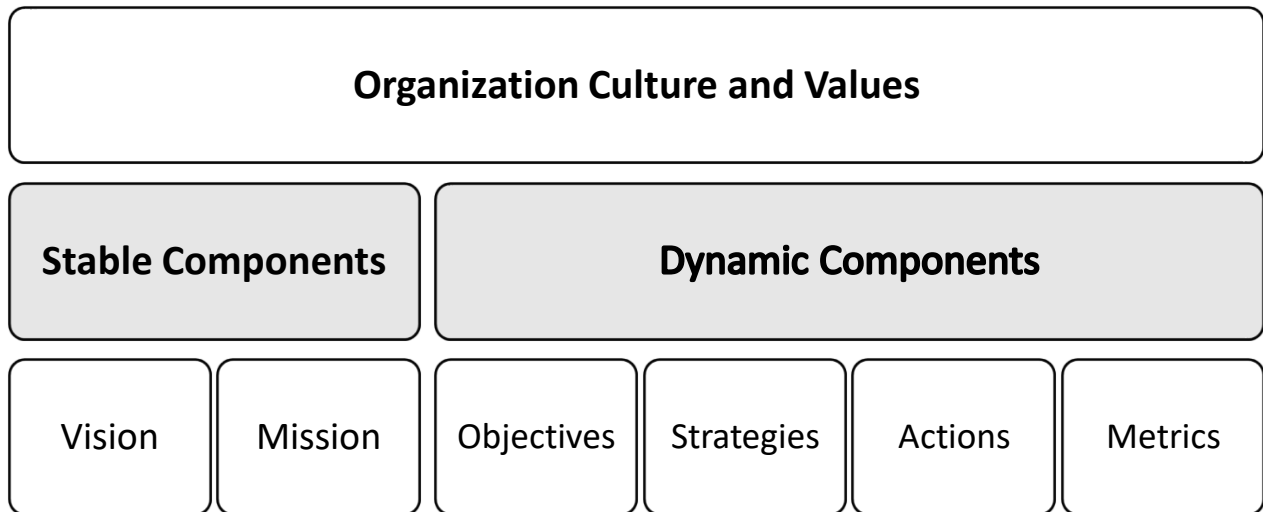 Organization Culture and Values
Stable Components
Dynamic Components
Vision
Mission
Objectives
Strategies
Actions
Metrics